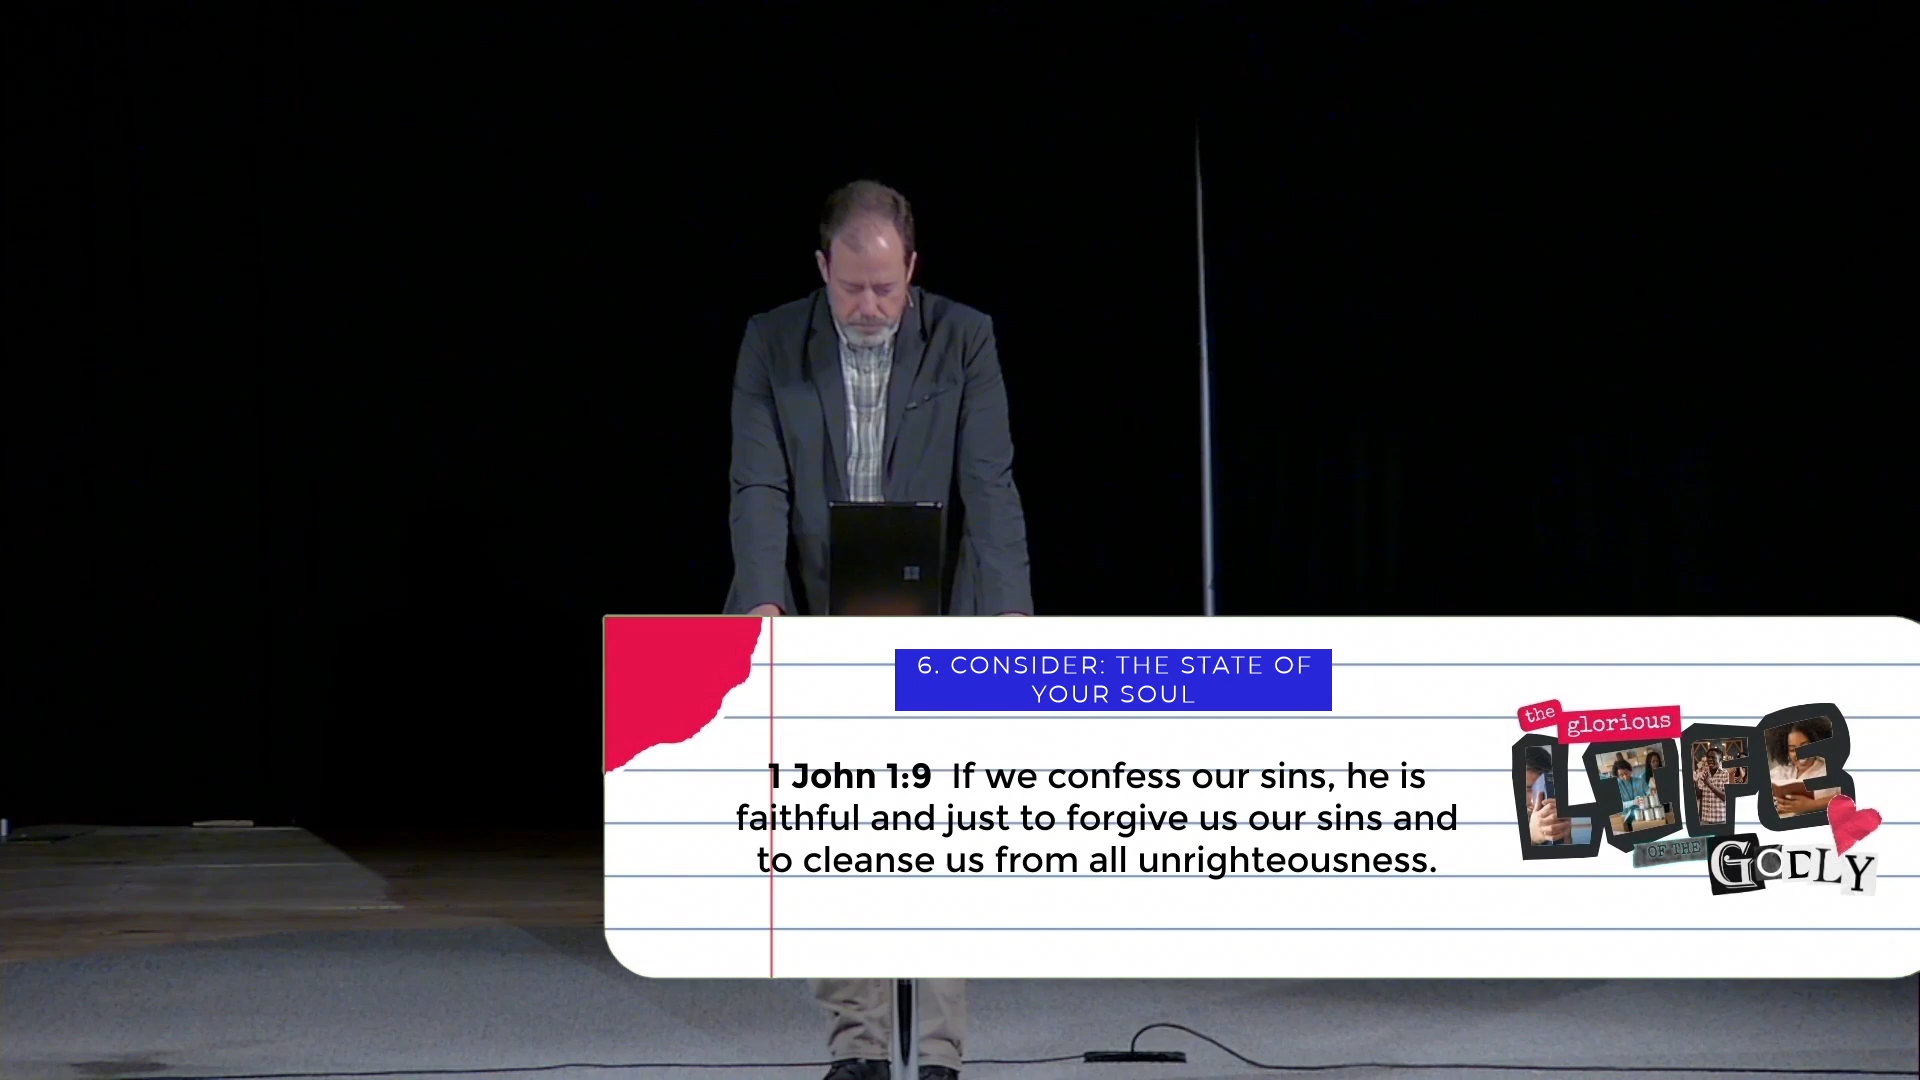 6. CONSIDER: THE STATE OF
YOUR SOUL
1 John 1:9 If we confess our sins, he is
faithful and just to forgive us our sins and
to cleanse us from all unrighteousness.
the
glorious
LIFE
OF THE
GODLY